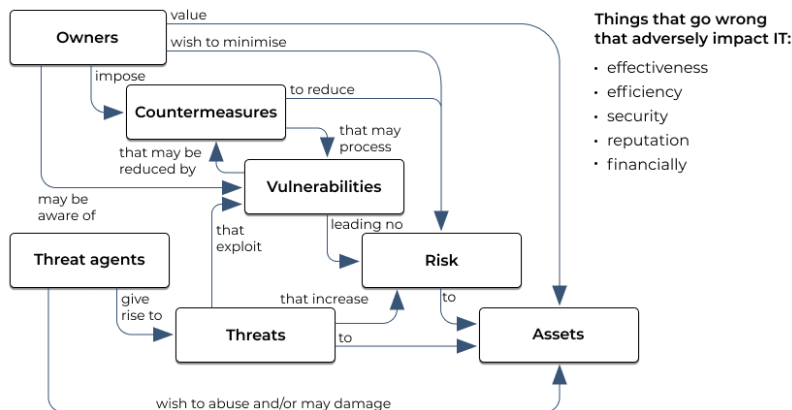 value
Owners
wish to minimise
Things that go wrong
that adversely impact IT:
• effectiveness
• efficiency
• security
• reputation
• financially
impose
to reduce
Countermeasures
that may
process
that may be
reduced by
Vulnerabilities
may be
aware of
that
exploit
leading no
Threat agents
Risk
give
rise to
that increase
to
Threats
to
Assets
wish to abuse and/or may damage